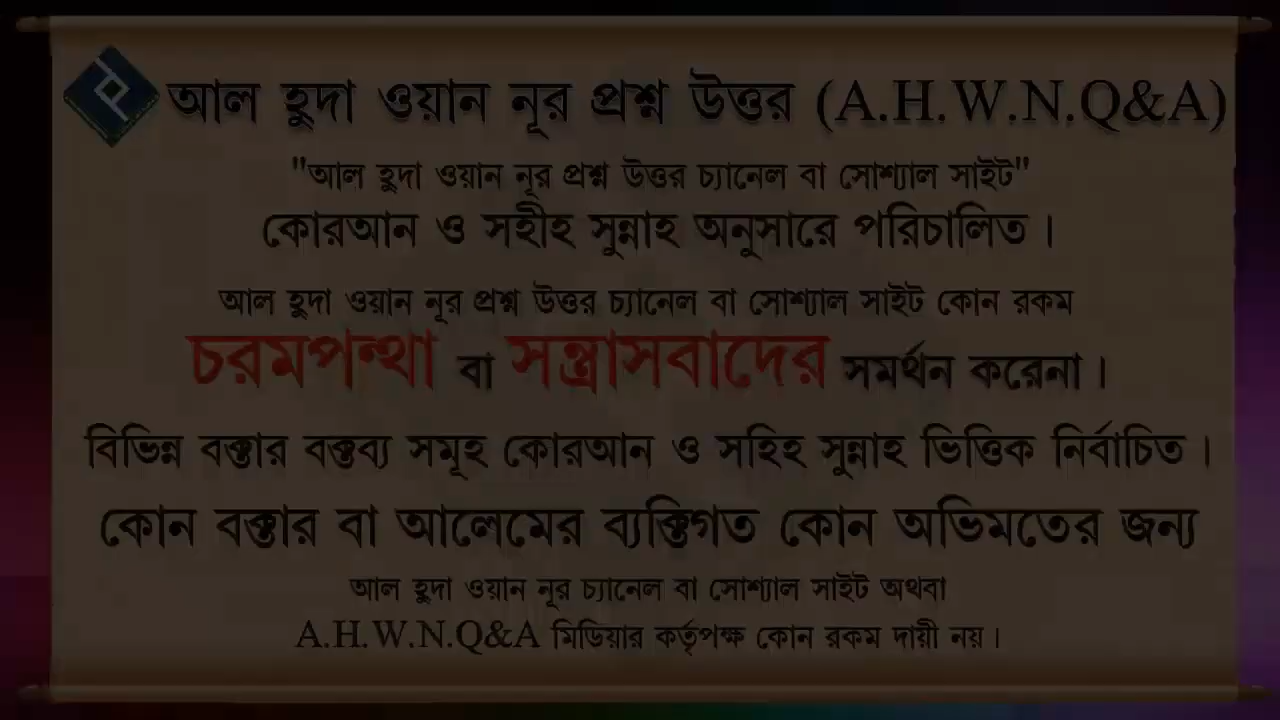 আল হুদা ওয়ান নূর প্রশ্ন উত্তর (A.H.W.N.Q&A)
"আল হুদা ওয়ান নূর প্রশ্ন উত্তর চ্যানেল বা সোশ্যাল সাইট"
কোরআন ও সহীহ সুন্নাহ অনুসারে পরিচালিত।
আল হুদা ওয়ান নূর প্রশ্ন উত্তর চ্যানেল বা সোশ্যাল সাইট কোন রকম
চরমপন্থা বা সন্ত্রাসবাদের সমর্থন করেনা।
বিভিন্ন বক্তার বক্তব্য সমূহ কোরআন ও সহিহ সুন্নাহ ভিত্তিক নির্বাচিত।
কোন বক্তার বা আলেমের ব্যক্তিগত কোন অভিমতের জন্য
আল হুদা ওয়ান নূর চ্যানেল বা সোশ্যাল সাইট অথবা
A.H.W.N.Q&A মিডিয়ার কর্তৃপক্ষ কোন রকম দায়ী নয়।